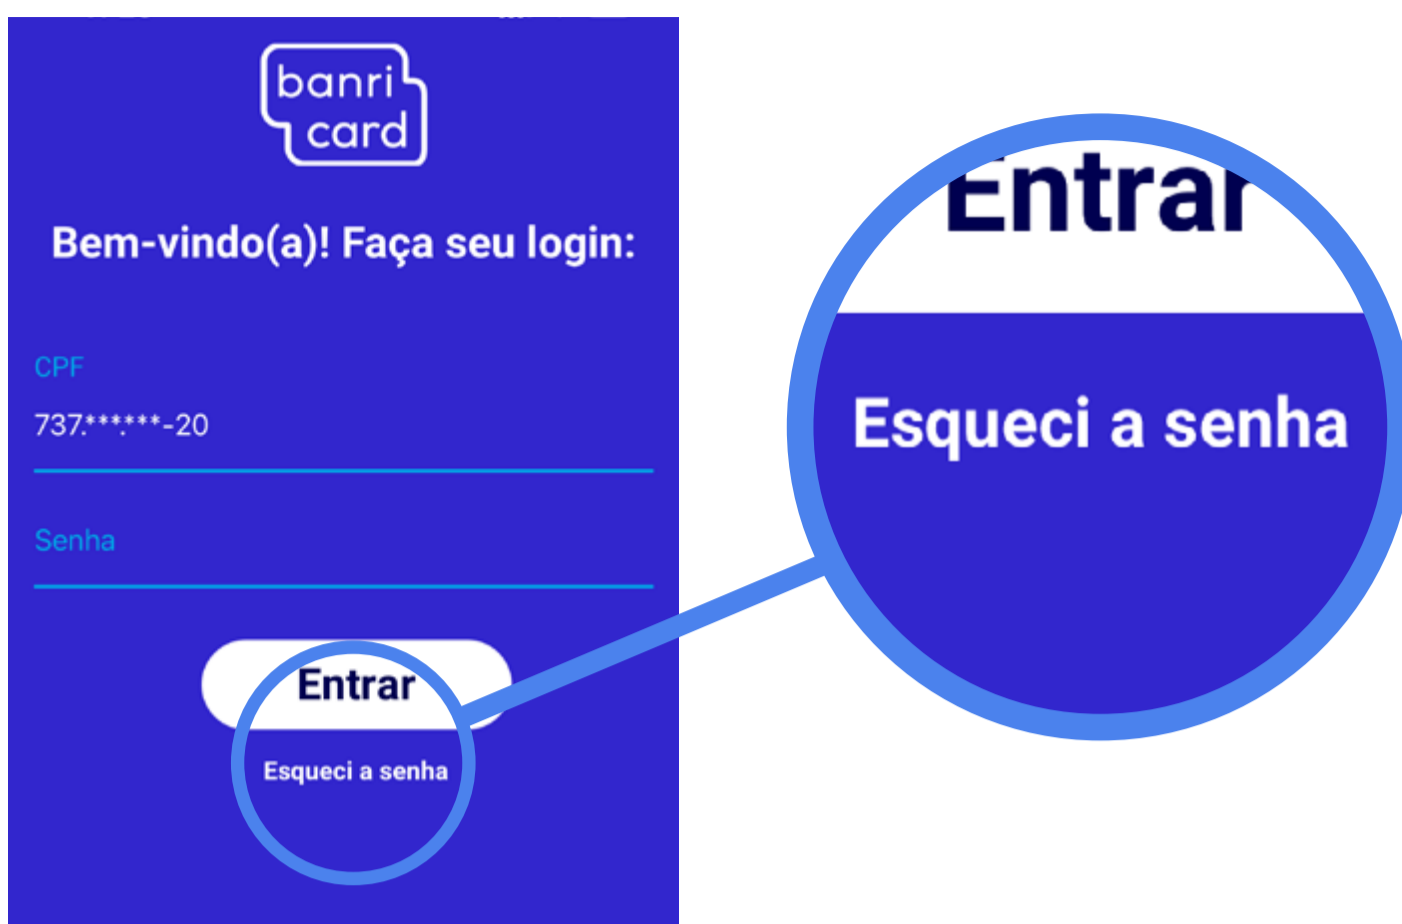 banri
card
Bem-vindo(a)! Faça seu login:
CPF
737.***.***-20
Senha
Entrar
Esqueci a senha
Entrar
Esqueci a senha